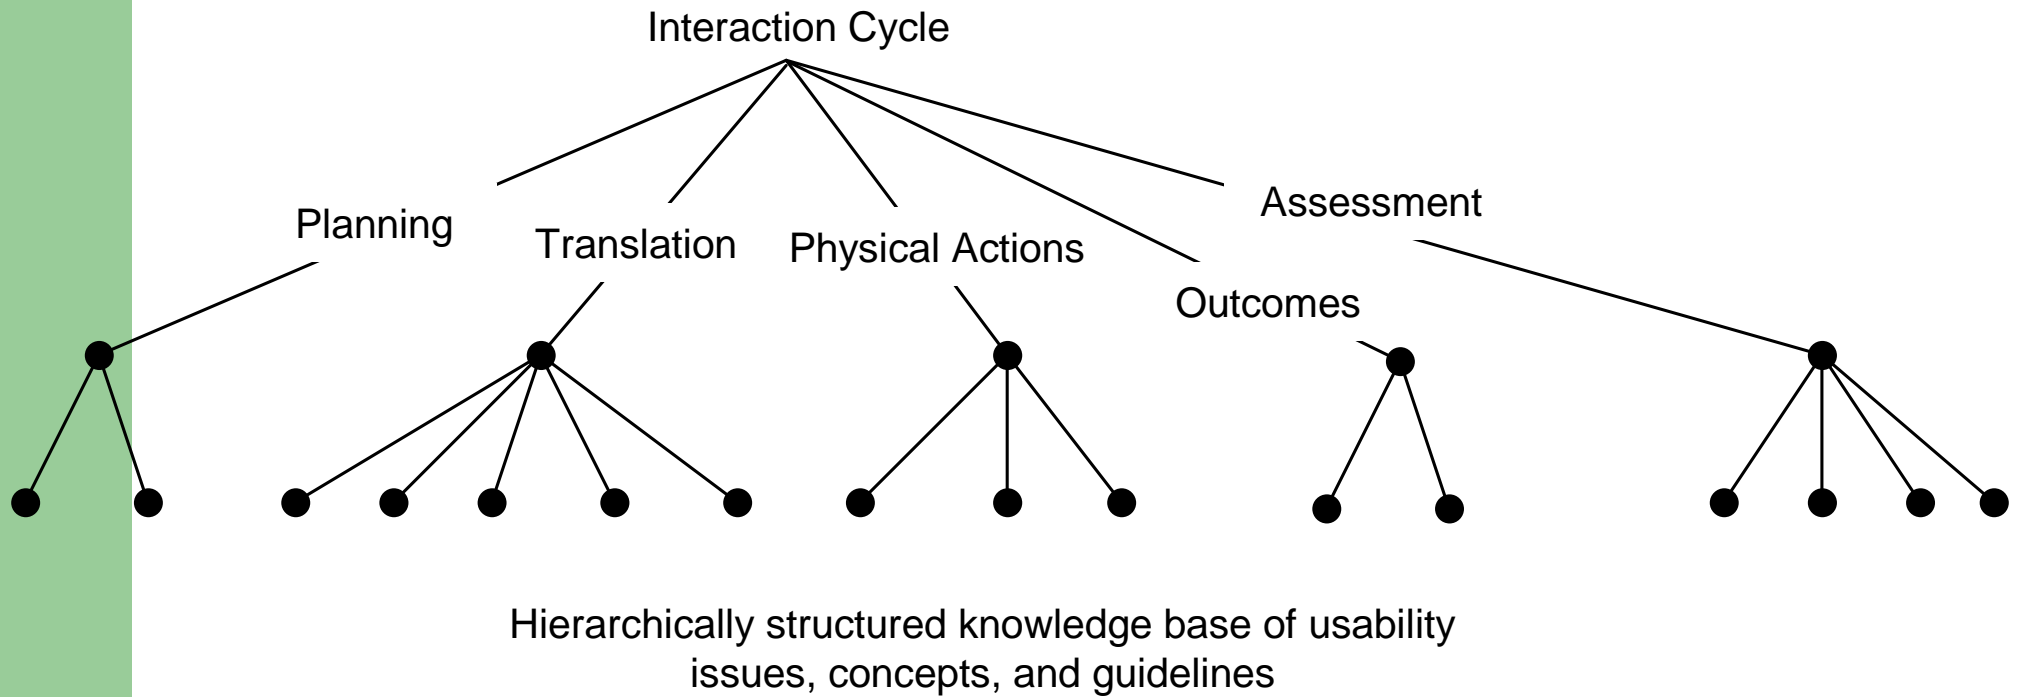 Interaction Cycle
Planning
Translation
Physical Actions
Outcomes
Assessment
Hierarchically structured knowledge base of usability
issues, concepts, and guidelines